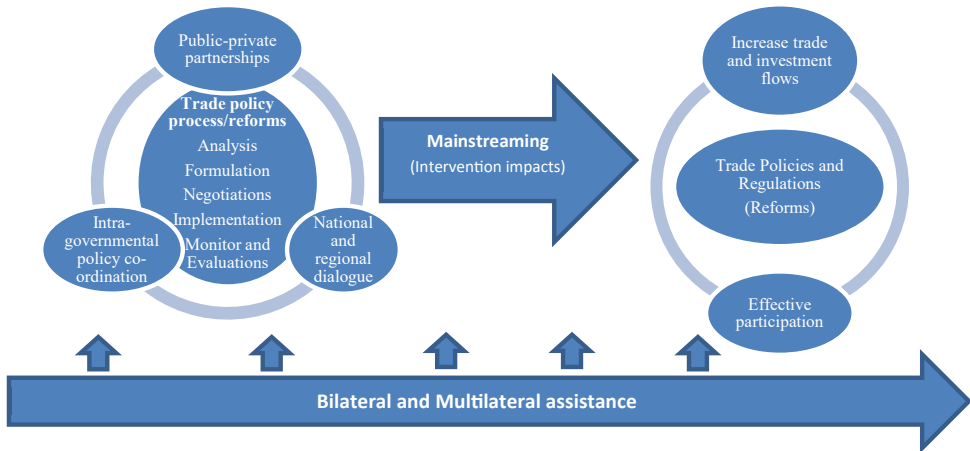 Public-private
partnerships
Trade policy
process/reforms
Analysis
Formulation
Negotiations
Implementation
Monitor and
Evaluations
Intra-
governmental
policy co-
ordination
National
and
regional
dialogue
Mainstreaming
(Intervention impacts)
Increase trade
and investment
flows
Trade Policies and
Regulations
(Reforms)
Effective
participation
Bilateral and Multilateral assistance